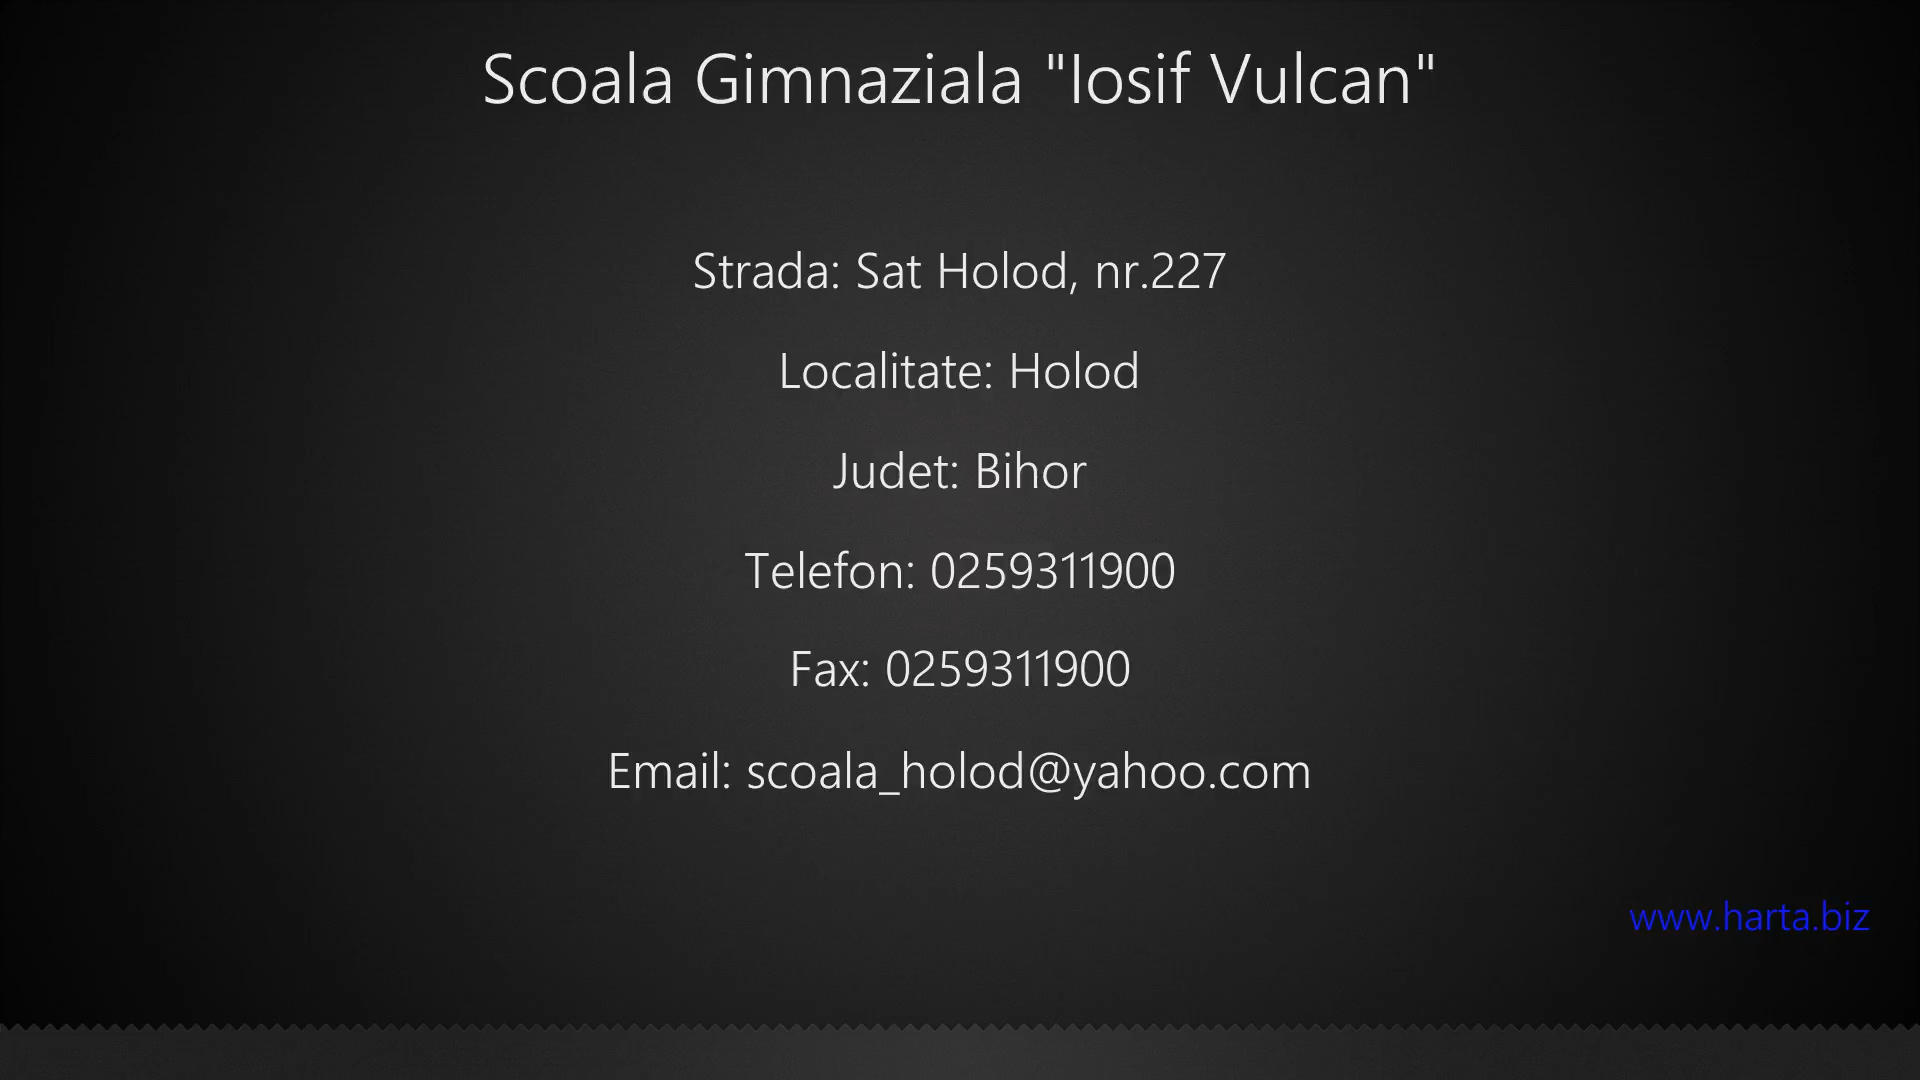 Scoala Gimnaziala "Iosif Vulcan"
Strada: Sat Holod, nr.227
Localitate: Holod
Judet: Bihor
Telefon: 0259311900
Fax: 0259311900
Email: scoala_holod@yahoo.com
www.harta.biz